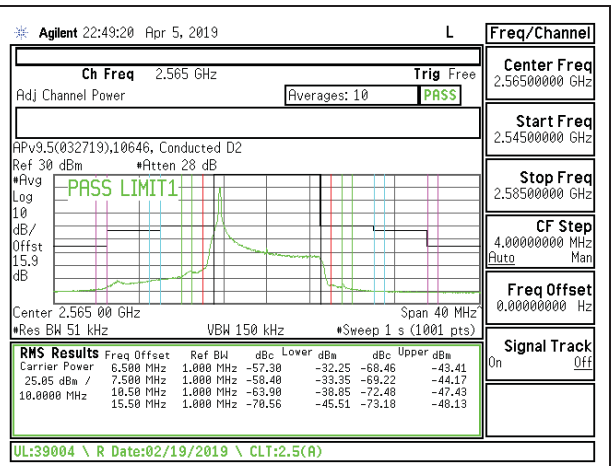 Agilent 22:49:20 Apr 5, 2019 L
Freq/Channel
Ch Freq 2.565 GHz Trig Free
Adj Channel Power Averages: 10 PASS
Center Freq
2.56500000 GHz
Start Freq
2.54500000 GHz
Stop Freq
2.58500000 GHz
CF Step
4.00000000 MHz
Auto Man
Freq Offset
0.00000000 Hz
Signal Track
On Off
APv9.5(032719),10646, Conducted D2
Ref 30 dBm #Atten 28 dB
#Avg
Log
10
dB/
Offst
15.9
dB
PASS LIMIT1
Center 2.565 00 GHz Span 40 MHz^
#Res BW 51 kHz VBW 150 kHz #Sweep 1 s (1001 pts)
RMS Results Freq Offset Ref BW dBc Lower dBm dBc Upper dBm
Carrier Power 6.500 MHz 1.000 MHz -57.30 -32.25 -68.46 -43.41
25.05 dBm / 7.500 MHz 1.000 MHz -58.40 -33.35 -69.22 -44.17
10.0000 MHz 10.50 MHz 1.000 MHz -63.90 -38.85 -72.48 -47.43
15.50 MHz 1.000 MHz -70.56 -45.51 -73.18 -48.13
UL:39004 \ R Date:02/19/2019 \ CLT:2.5(A)